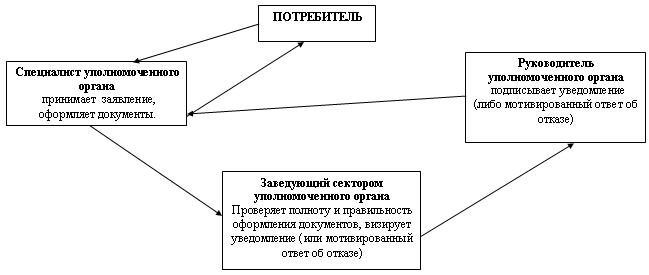 ПОТРЕБИТЕЛЬ
Специалист уполномоченного
органа
принимает заявление,
оформляет документы.
Руководитель
уполномоченного органа
подписывает уведомление
(либо мотивированный ответ об
отказе)
Заведующий сектором
уполномоченного органа
Проверяет полноту и правильность
оформления документов, визирует
уведомление (или мотивированный
ответ об отказе)